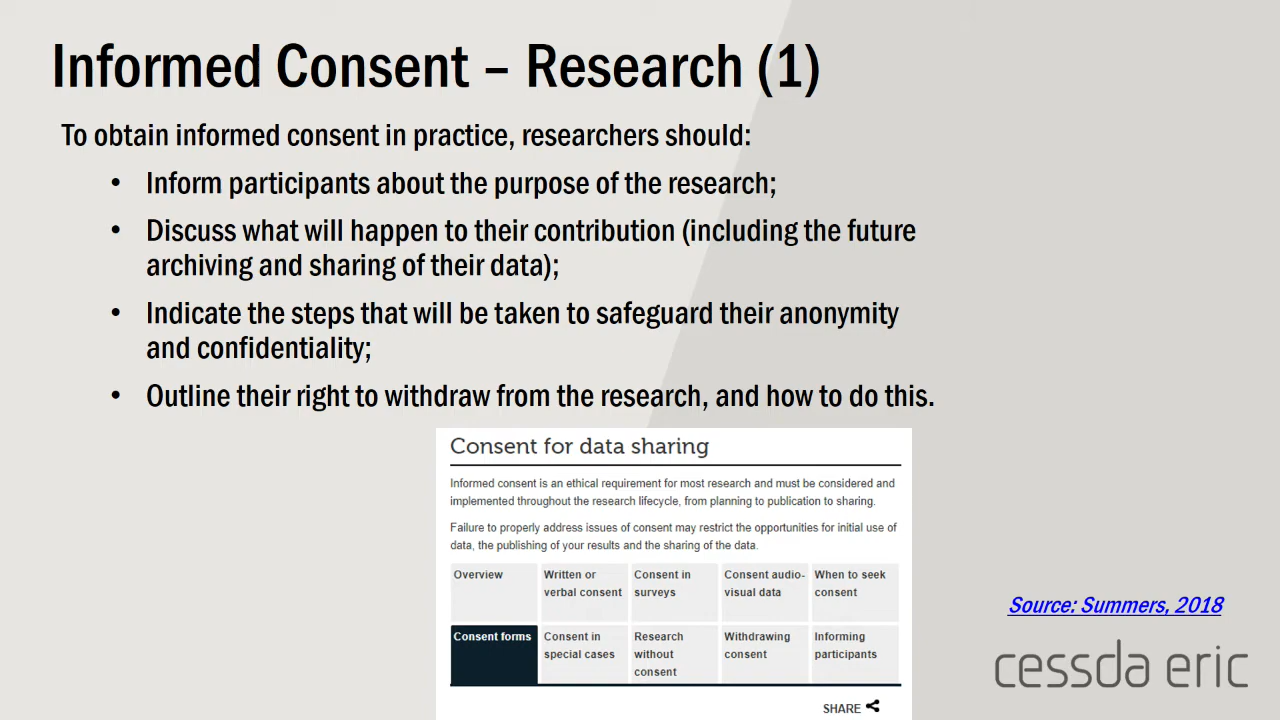 Informed Consent – Research (1)
To obtain informed consent in practice, researchers should:
• Inform participants about the purpose of the research;
• Discuss what will happen to their contribution (including the future
archiving and sharing of their data);
• Indicate the steps that will be taken to safeguard their anonymity
and confidentiality;
• Outline their right to withdraw from the research, and how to do this.
Consent for data sharing
Informed consent is an ethical requirement for most research and must be considered and
implemented throughout the research lifecycle, from planning to publication to sharing.
Failure to properly address issues of consent may restrict the opportunities for initial use of
data, the publishing of your results and the sharing of the data.
Overview
Written or
verbal consent
Consent in
surveys
Consent audio-
visual data
When to seek
consent
Consent forms
Consent in
special cases
Research
without
consent
Withdrawing
consent
Informing
participants
SHARE
Source: Summers, 2018
cessda eric